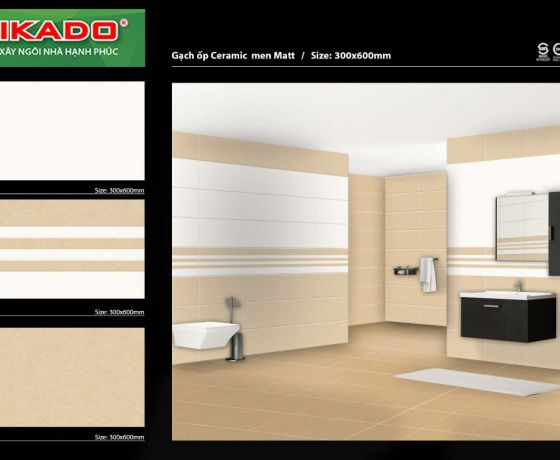 IKADO®
XÂY NGÔI NHÀ HẠNH PHÚC
Gạch ốp Ceramic men Matt / Size: 300x600mm
Size: 300x600mm
Size: 300x600mm
Size: 300x600mm